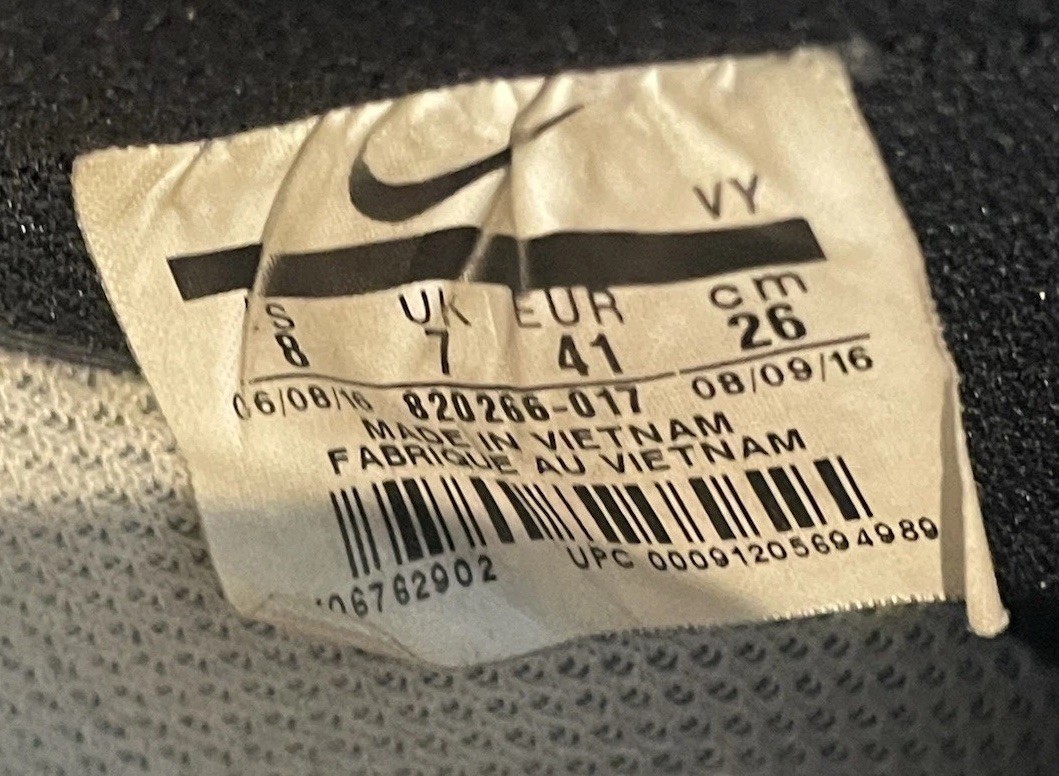 VY
S UK EUR cm
8 7 41 26
06/08/16 820266-017 08/09/16
MADE IN VIETNAM
FABRIQUE AU VIETNAM
UPC 00091205694989
06762902